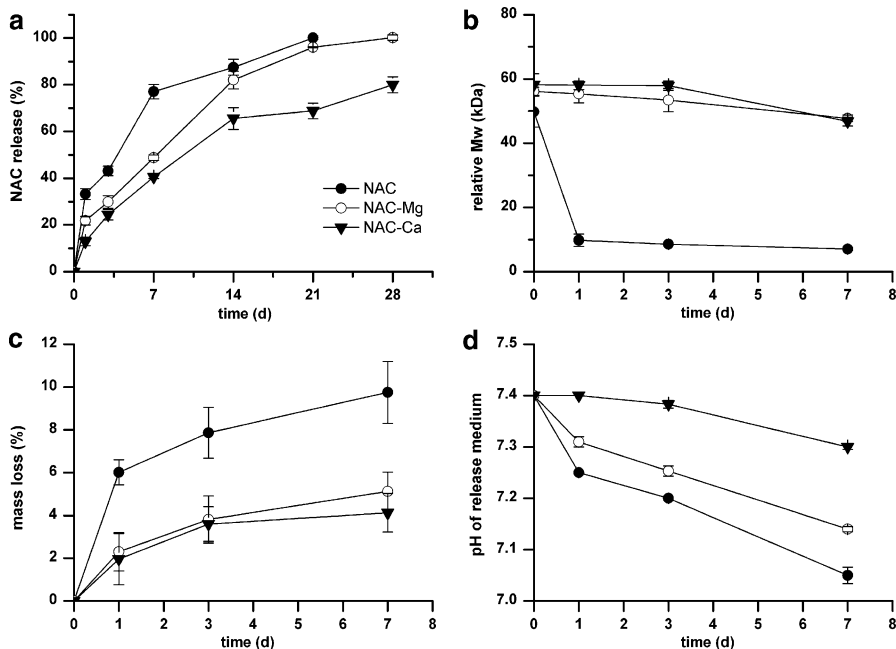 a
NAC release (%)
100
80
60
40
20
0
0 7 14 21 28
time (d)
NAC
NAC-Mg
NAC-Ca
b
relative Mw (kDa)
80
60
40
20
0
0 1 2 3 4 5 6 7 8
time (d)
c
mass loss (%)
12
10
8
6
4
2
0
0 1 2 3 4 5 6 7 8
time (d)
d
pH of release medium
7.5
7.4
7.3
7.2
7.1
7.0
0 1 2 3 4 5 6 7 8
time (d)